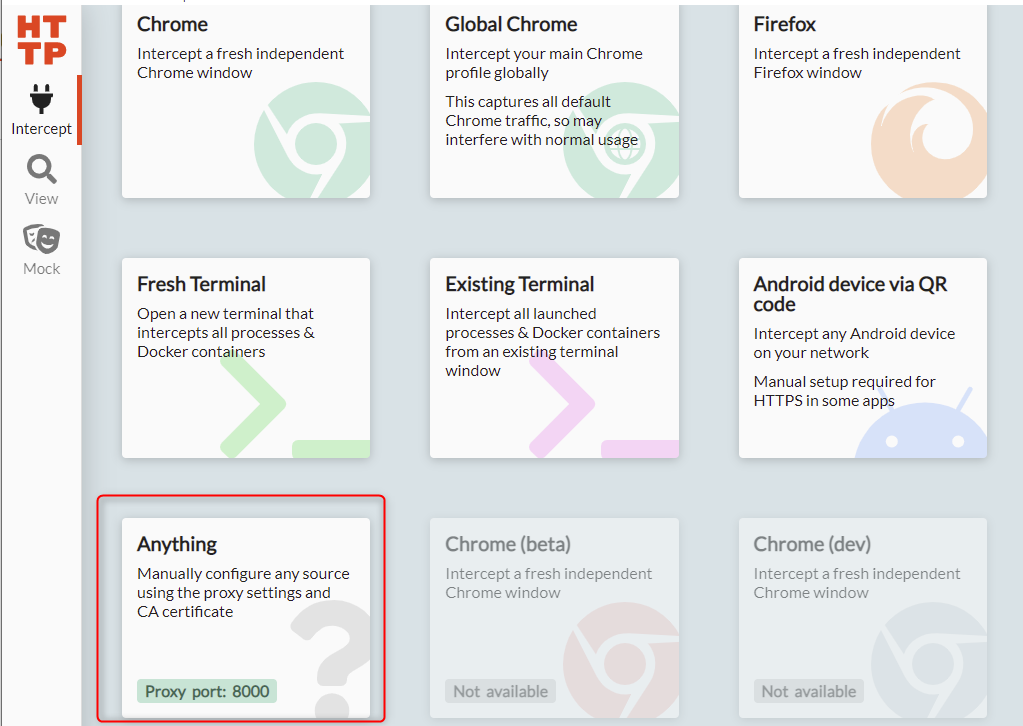 HT
TP
Intercept
View
Mock
Chrome
Intercept a fresh independent
Chrome window
Global Chrome
Intercept your main Chrome
profile globally
This captures all default
Chrome traffic, so may
interfere with normal usage
Firefox
Intercept a fresh independent
Firefox window
Fresh Terminal
Open a new terminal that
intercepts all processes &
Docker containers
Existing Terminal
Intercept all launched
processes & Docker containers
from an existing terminal
window
Android device via QR
code
Intercept any Android device
on your network
Manual setup required for
HTTPS in some apps
Anything
Manually configure any source
using the proxy settings and
CA certificate
Proxy port: 8000
Chrome (beta)
Intercept a fresh independent
Chrome window
Not available
Chrome (dev)
Intercept a fresh independent
Chrome window
Not available